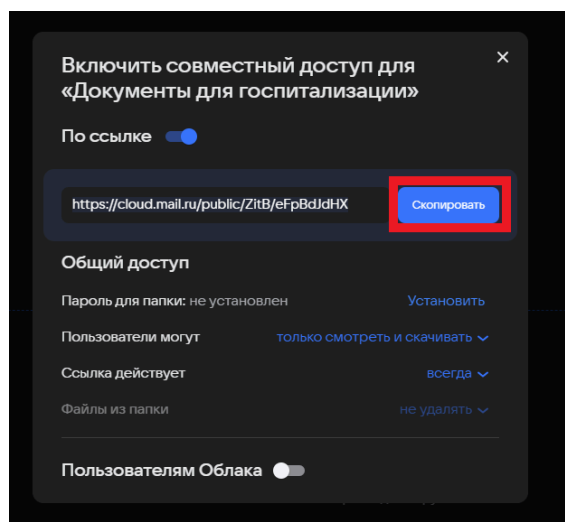 Включить совместный доступ для
«Документы для госпитализации»
По ссылке
https://cloud.mail.ru/public/ZitB/eFpBdJdHX Скопировать
Общий доступ
Пароль для папки: не установлен Установить
Пользователи могут только смотреть и скачивать
Ссылка действует всегда
Файлы из папки не удалять
Пользователям Облака